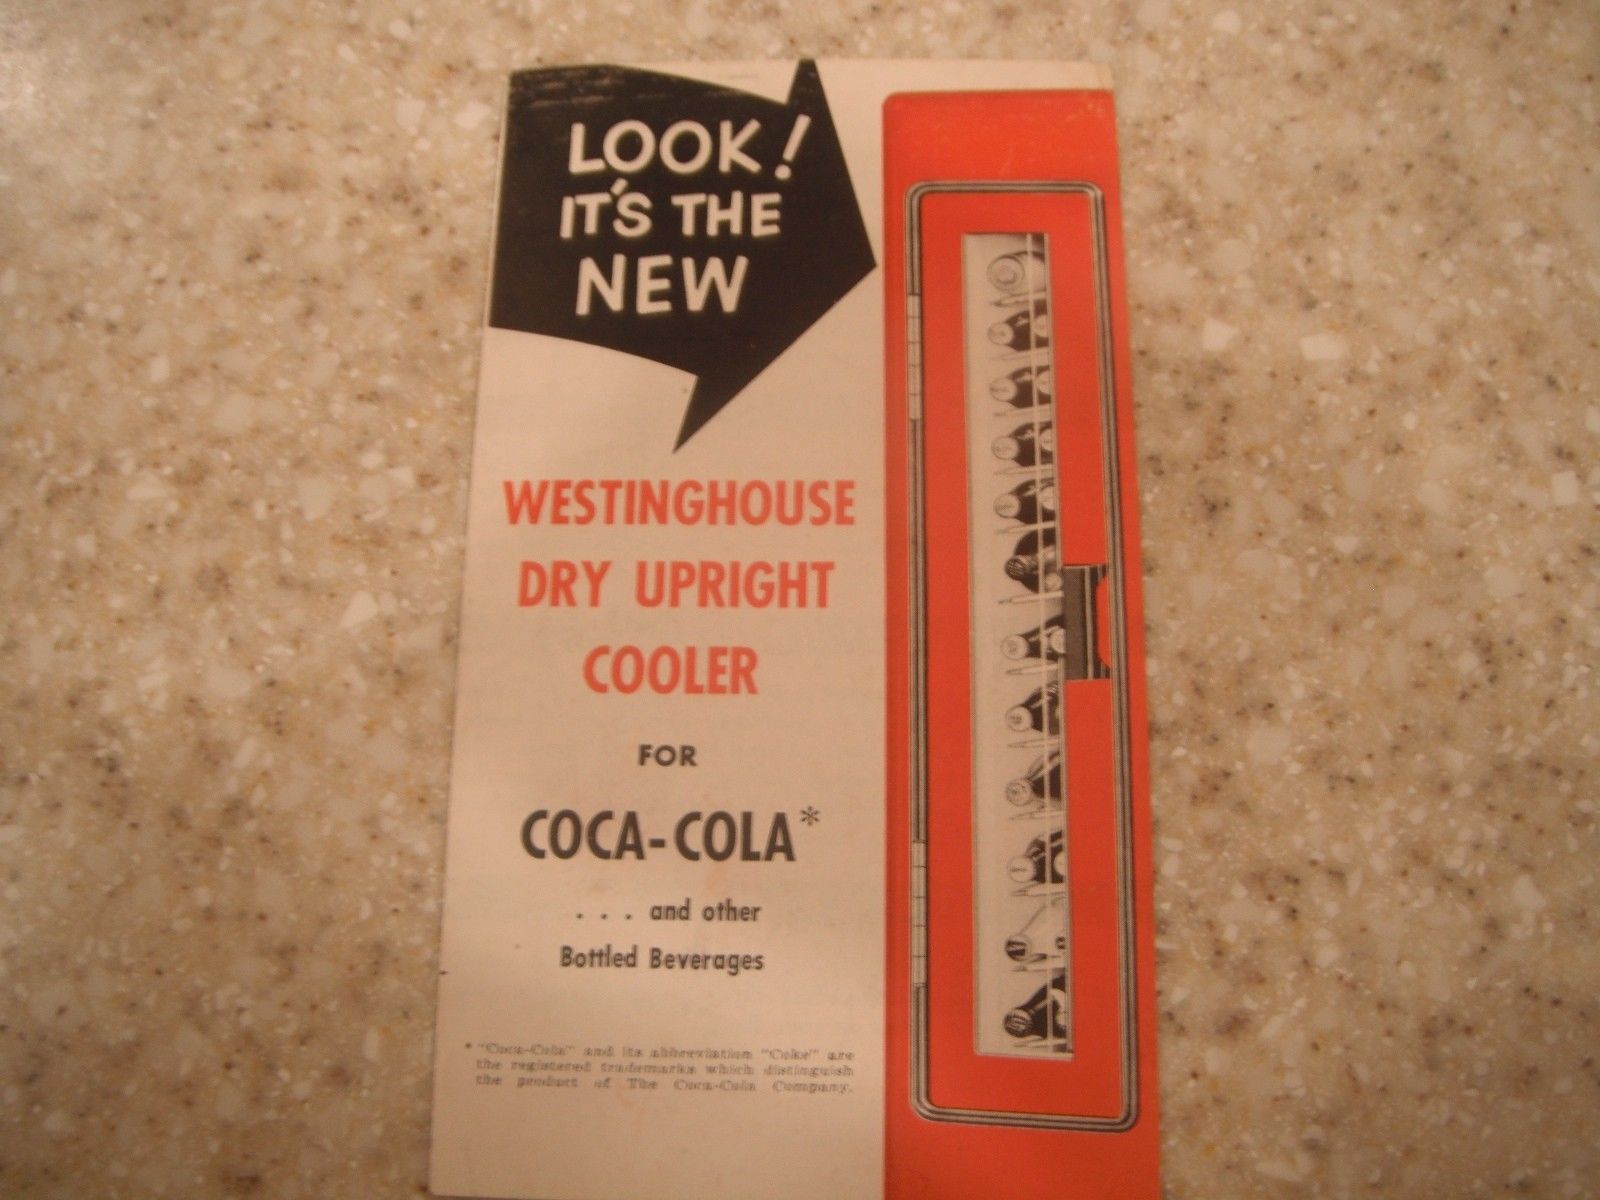 LOOK!
IT'S THE
NEW
WESTINGHOUSE
DRY UPRIGHT
COOLER
FOR
COCA-COLA*
. . . and other
Bottled Beverages
* "Coca-Cola" and its abbreviation "Coke" are
the registered trademarks which distinguish
the product of The Coca-Cola Company.